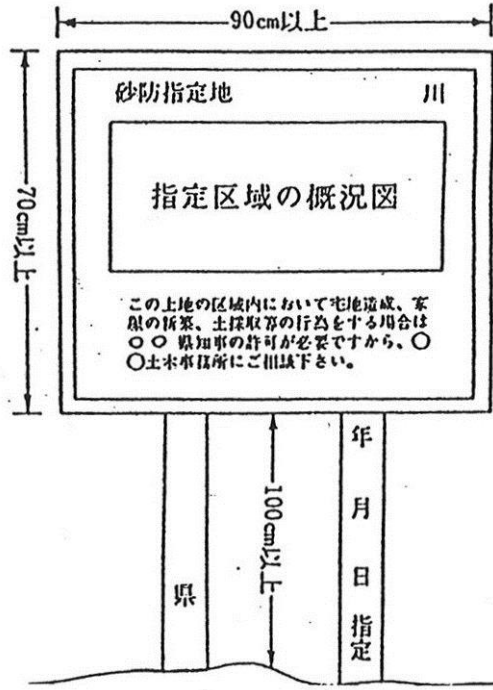 90cm以上
砂防指定地 川
70cm以上
指定区域の概況図
この土地の区域内において宅地造成、家
屋の新築、土採取等の行為をする場合は
○○ 県知事の許可が必要ですから、○
○土木事務所にご相談下さい。
100cm以上
県
年月日指定